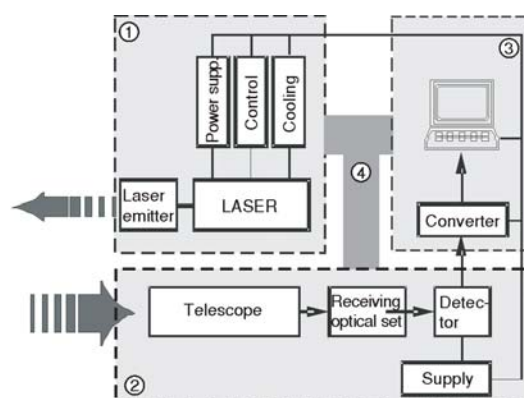 ①
③
Power supp.
Control
Cooling
④
Laser
emitter
LASER
Converter
Telescope
Receiving
optical set
Detec-
tor
②
Supply